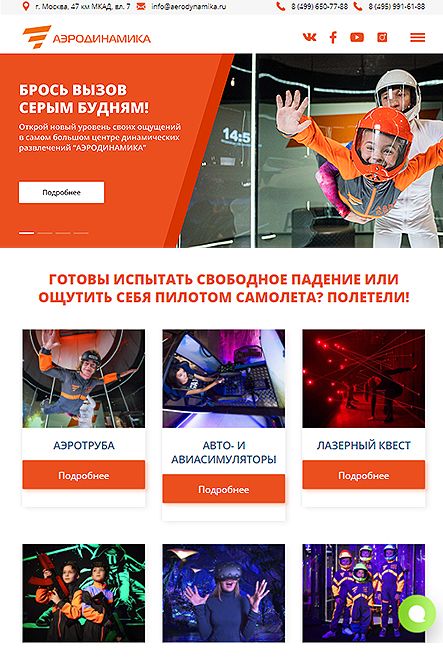 г. Москва, 47 км МКАД, вл. 7 info@aerodynamika.ru 8 (499) 650-77-88 8 (495) 991-61-88
АЭРОДИНАМИКА
БРОСЬ ВЫЗОВ
СЕРЫМ БУДНЯМ!
Открой новый уровень своих ощущений
в самом большом центре динамических
развлечений "АЭРОДИНАМИКА"
Подробнее
14:5
ГОТОВЫ ИСПЫТАТЬ СВОБОДНОЕ ПАДЕНИЕ ИЛИ
ОЩУТИТЬ СЕБЯ ПИЛОТОМ САМОЛЕТА? ПОЛЕТЕЛИ!
АЭРОТРУБА
Подробнее
АВТО- И
АВИАСИМУЛЯТОРЫ
Подробнее
ЛАЗЕРНЫЙ КВЕСТ
Подробнее